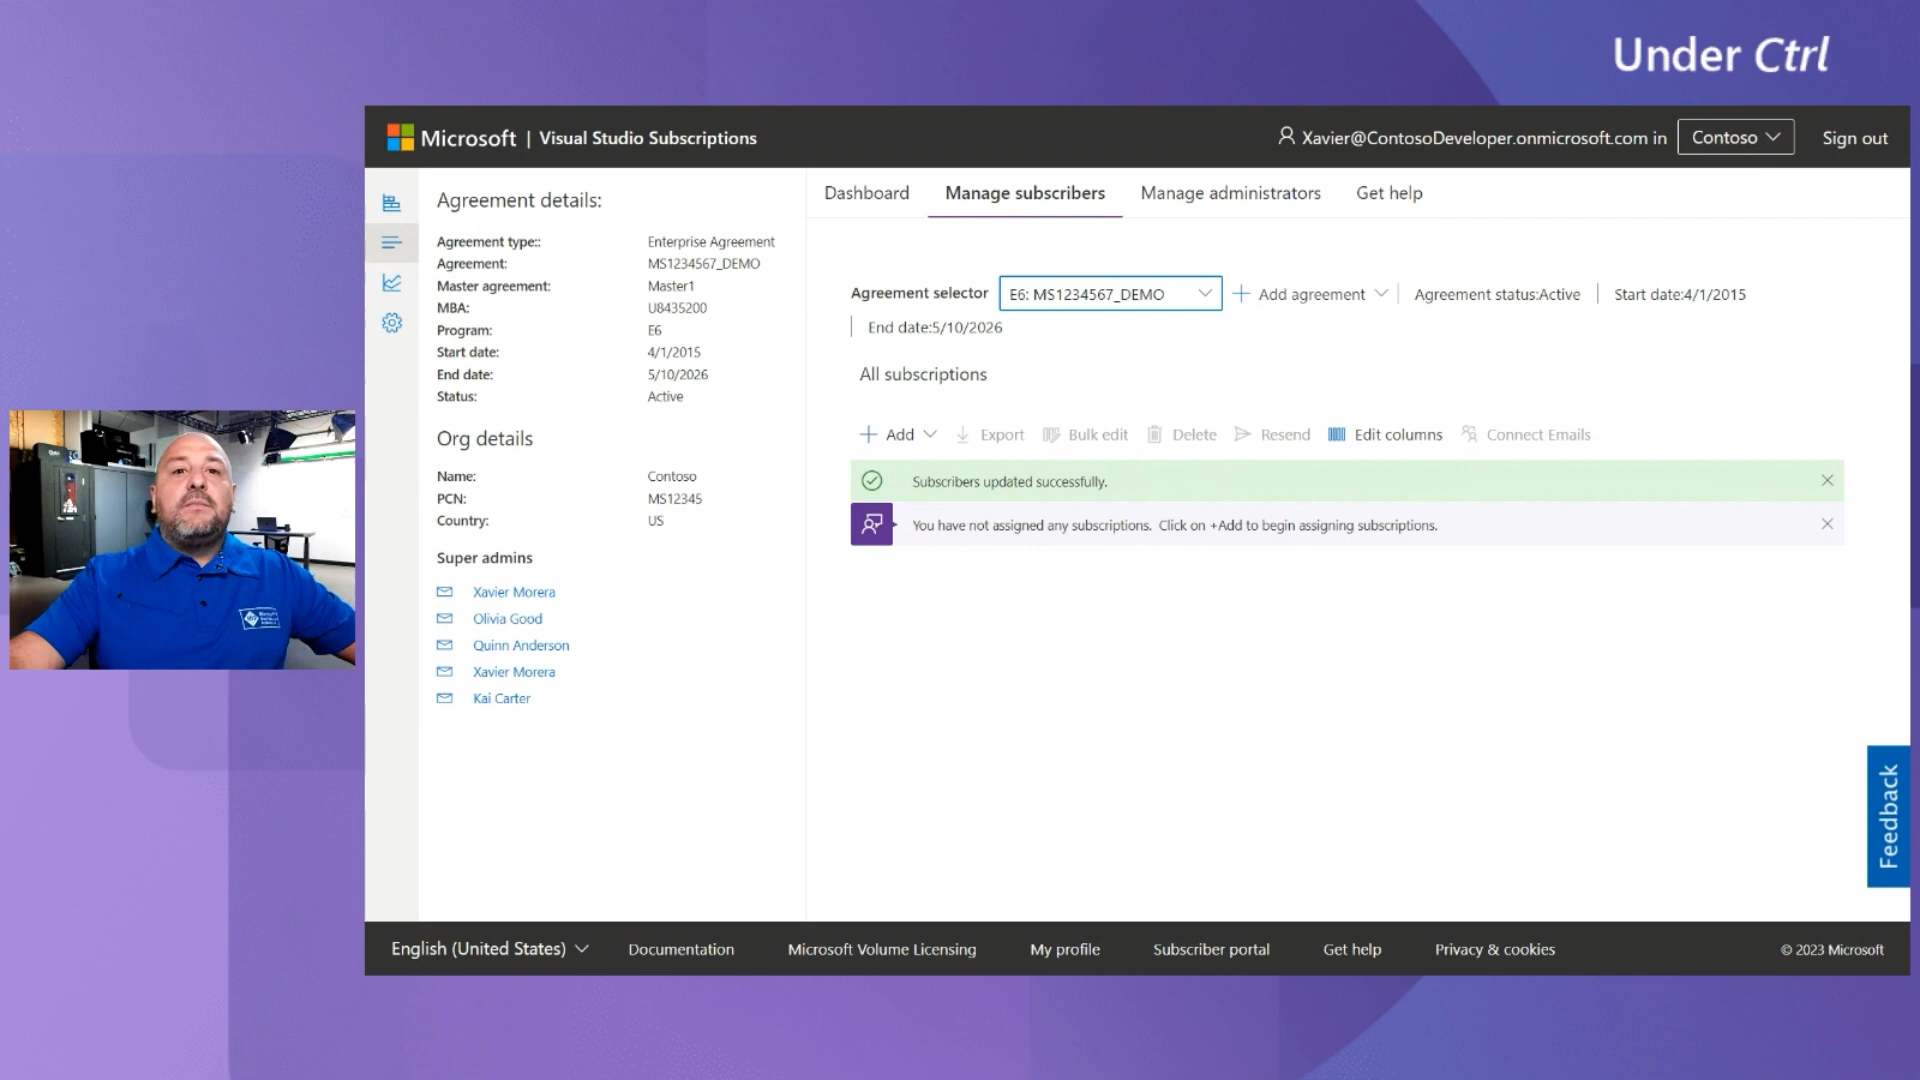 Under Ctrl
Microsoft | Visual Studio Subscriptions
Xavier@ContosoDeveloper.onmicrosoft.com in
Contoso
Sign out
Agreement details:
Agreement type:: Enterprise Agreement
Agreement: MS1234567_DEMO
Master agreement: Master1
MBA: U8435200
Program: E6
Start date: 4/1/2015
End date: 5/10/2026
Status: Active
Org details
Name: Contoso
PCN: MS12345
Country: US
Super admins
Xavier Morera
Olivia Good
Quinn Anderson
Xavier Morera
Kai Carter
Dashboard Manage subscribers Manage administrators Get help
Agreement selector E6: MS1234567_DEMO Add agreement | Agreement status:Active | Start date:4/1/2015
| End date:5/10/2026
All subscriptions
Add Export Bulk edit Delete Resend Edit columns Connect Emails
Subscribers updated successfully.
You have not assigned any subscriptions. Click on +Add to begin assigning subscriptions.
Feedback
English (United States) Documentation Microsoft Volume Licensing My profile Subscriber portal Get help Privacy & cookies © 2023 Microsoft